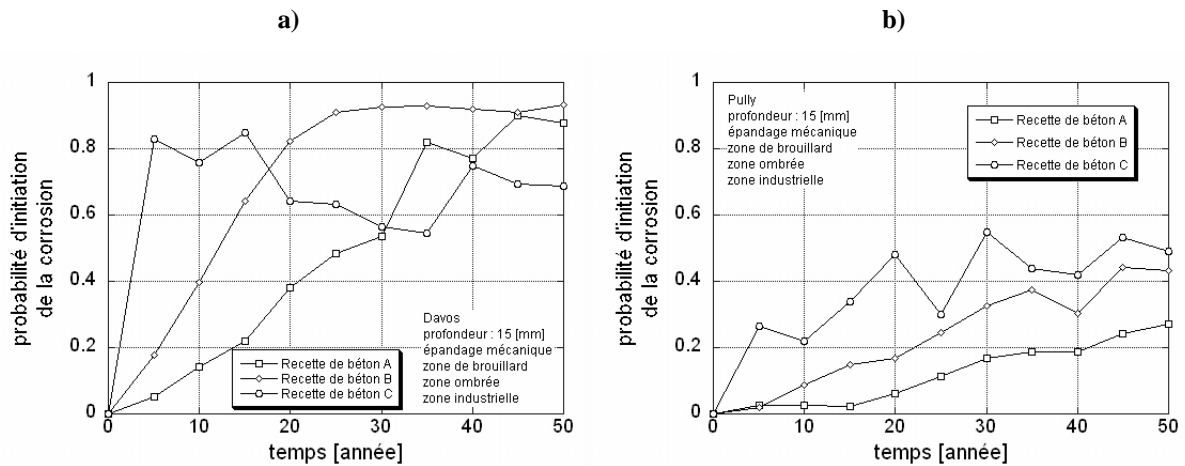 a)
probabilité d'initiation
de la corrosion
1
0.8
0.6
0.4
0.2
0
0
10
20
30
40
50
temps [année]
Recette de béton A
Recette de béton B
Recette de béton C
Davos
profondeur : 15 [mm]
épandage mécanique
zone de brouillard
zone ombrée
zone industrielle
b)
probabilité d'initiation
de la corrosion
1
0.8
0.6
0.4
0.2
0
0
10
20
30
40
50
temps [année]
Pully
profondeur : 15 [mm]
épandage mécanique
zone de brouillard
zone ombrée
zone industrielle
Recette de béton A
Recette de béton B
Recette de béton C